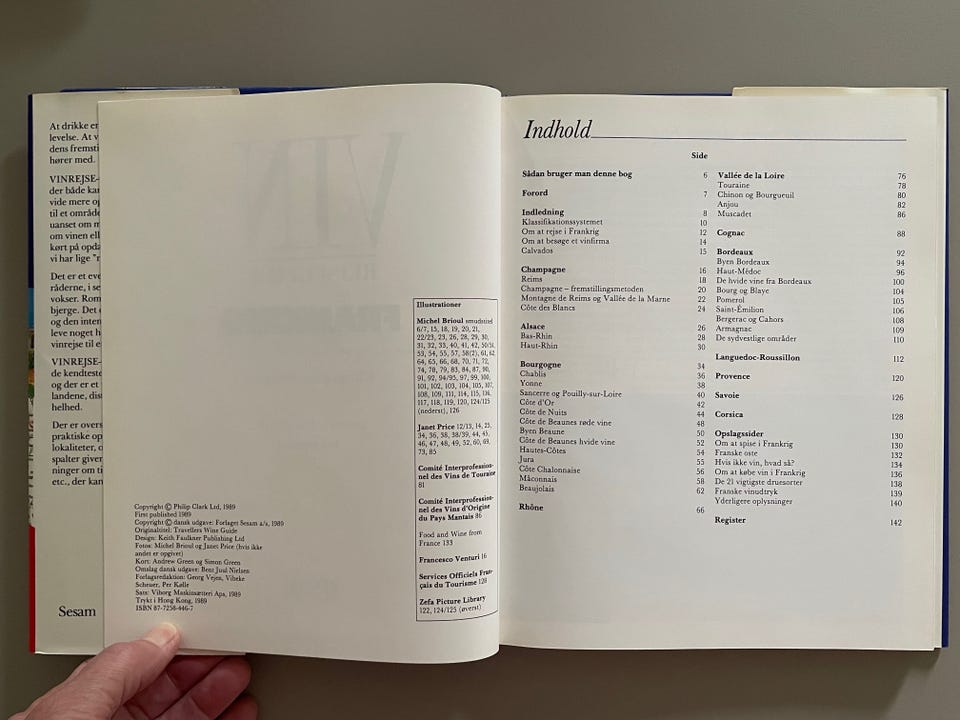 At drikke er
levelse. At v
dens fremsti
hører med.
VINREJSE-
der både kan
vide mere op
til et område
uanset om m
om vinen ell
kørt på opda
vi har lige "r
Det er et eve
råderne, i se
vokser. Rom
bjerge. Det e
og den inten
leve noget h
vinrejse til e
VINREJSE-
de kendteste
og der er et
landene, dis
helhed.
Der er overs
praktiske op
lokaliteter, o
spalter giver
ninger om ti
etc., der kan
Sesam
VIN
Copyright © Philip Clark Ltd, 1989
First published 1989
Copyright © dansk udgave: Forlaget Sesam a/s, 1989
Originaltitel: Travellers Wine Guide
Design: Keith Faulkner Publishing Ltd
Fotos: Michel Brioul og Janet Price (hvis ikke
andet er opgivet)
Kort: Andrew Green og Simon Green
Omslag dansk udgave: Bent Juul Nielsen
Forlagsredaktion: Georg Vejen, Vibeke
Scheuer, Per Kølle
Sats: Viborg Maskinsætteri Aps, 1989
Trykt i Hong Kong, 1989
ISBN 87-7258-446-7
Illustrationer
Michel Brioul smudstitel
6/7, 15, 18, 19, 20, 21,
22/23, 23, 26, 28, 29, 30,
31, 32, 33, 40, 41, 42, 50/51,
53, 54, 55, 57, 58(2), 61, 62,
64, 65, 66, 68, 70, 71, 72,
74, 78, 79, 83, 84, 87, 90,
91, 92, 94/95, 97, 99, 100,
101, 102, 103, 104, 105, 107,
108, 109, 111, 114, 115, 116,
117, 118, 119, 120, 124/125
(nederst), 126
Janet Price 12/13, 14, 25,
34, 36, 38, 38/39, 44, 45,
46, 47, 48, 49, 52, 60, 69,
73, 85
Comité Interprofession-
nel des Vins de Touraine
81
Comité Interprofession-
nel des Vins d'Origine
du Pays Mantais 86
Food and Wine from
France 133
Francesco Venturi 16
Services Officiels Fran-
çais du Tourisme 128
Zefa Picture Library
122, 124/125 (øverst)
Indhold
Side
Sådan bruger man denne bog 6
Forord 7
Indledning 8
Klassifikationssystemet 10
Om at rejse i Frankrig 12
Om at besøge et vinfirma 14
Calvados 15
Champagne 16
Reims 18
Champagne – fremstillingsmetoden 20
Montagne de Reims og Vallée de la Marne 22
Côte des Blancs 24
Alsace 26
Bas-Rhin 28
Haut-Rhin 30
Bourgogne 34
Chablis 36
Yonne 38
Sancerre og Pouilly-sur-Loire 40
Côte d'Or 42
Côte de Nuits 44
Côte de Beaunes røde vine 48
Byen Beaune 50
Côte de Beaunes hvide vine 52
Hautes-Côtes 54
Jura 55
Côte Chalonnaise 56
Mâconnais 58
Beaujolais 62
Rhône 66
Vallée de la Loire 76
Touraine 78
Chinon og Bourgueuil 80
Anjou 82
Muscadet 86
Cognac 88
Bordeaux 92
Byen Bordeaux 94
Haut-Médoc 96
De hvide vine fra Bordeaux 100
Bourg og Blaye 104
Pomerol 105
Saint-Émilion 106
Bergerac og Cahors 108
Armagnac 109
De sydvestlige områder 110
Languedoc-Roussillon 112
Provence 120
Savoie 126
Corsica 128
Opslagssider 130
Om at spise i Frankrig 130
Franske oste 132
Hvis ikke vin, hvad så? 134
Om at købe vin i Frankrig 136
De 21 vigtigste druesorter 138
Franske vinudtryk 139
Yderligere oplysninger 140
Register 142